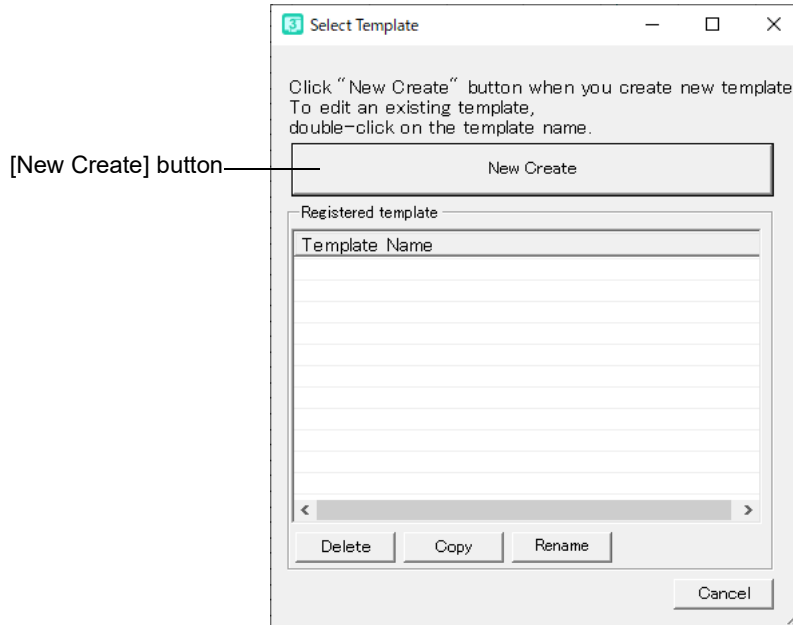 Select Template
Click “New Create” button when you create new template
To edit an existing template,
double-click on the template name.
[New Create] button
New Create
Registered template
Template Name
Delete
Copy
Rename
Cancel